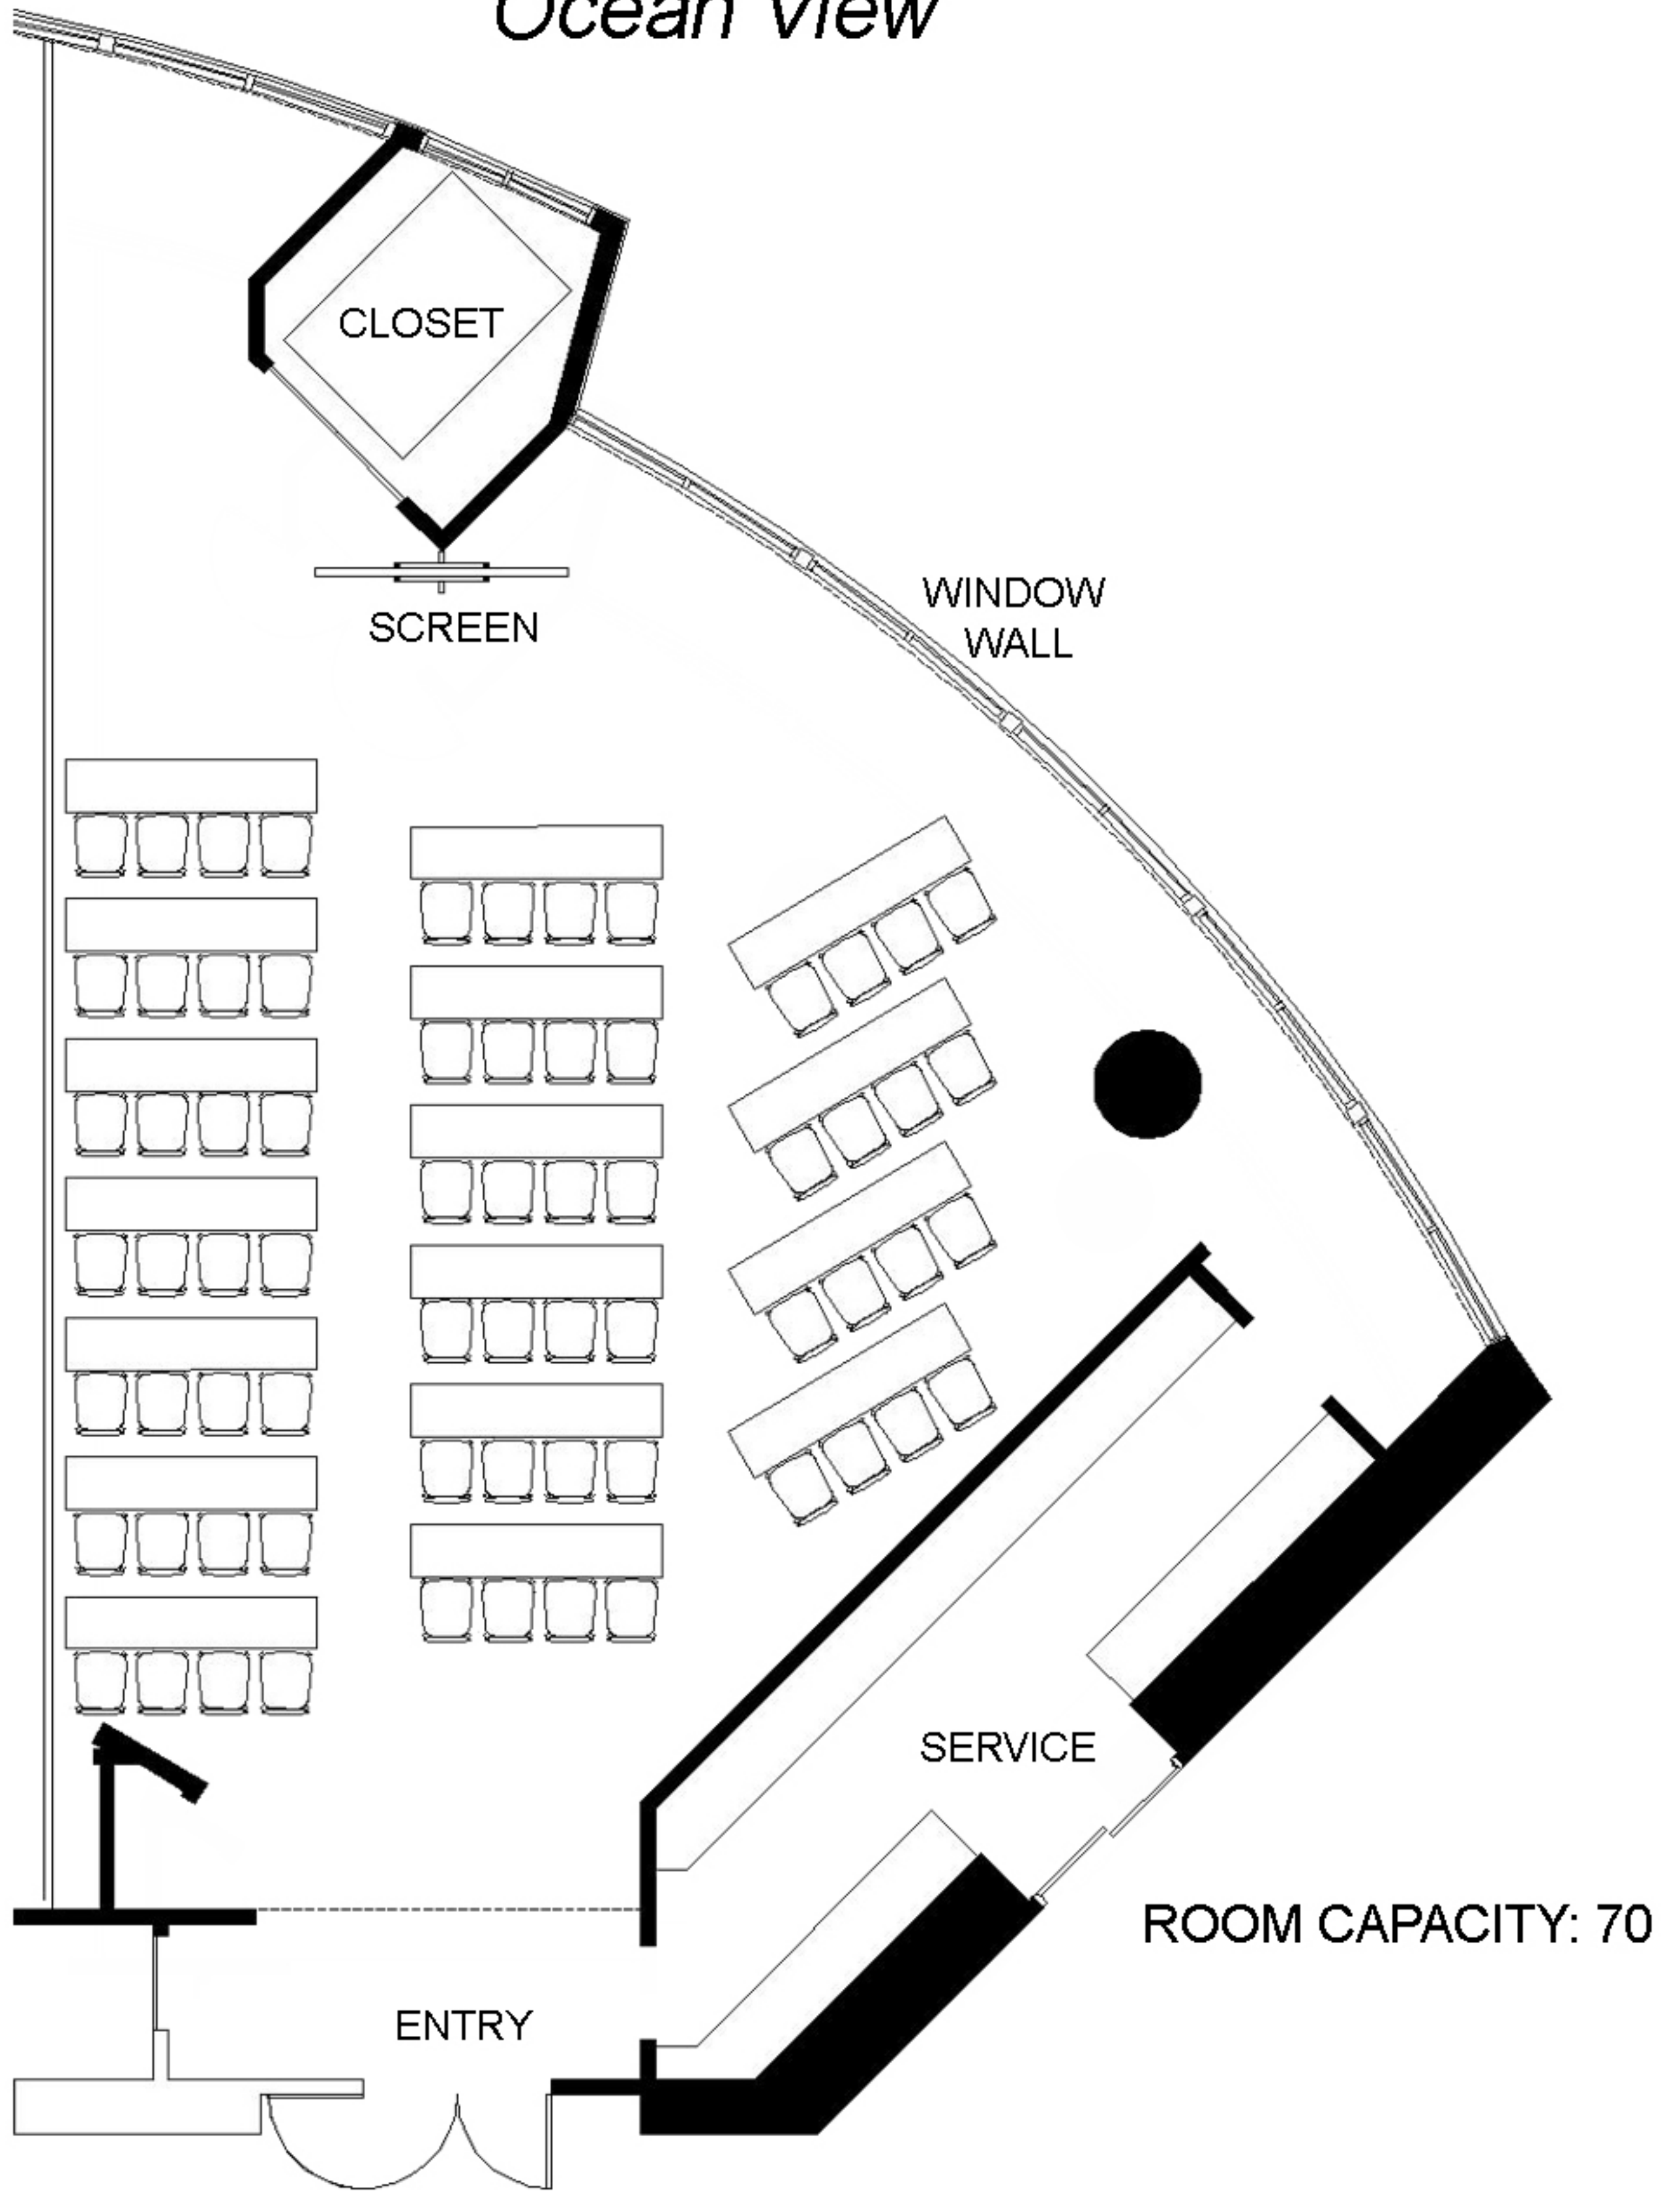 Ocean View
CLOSET
SCREEN
WINDOW
WALL
SERVICE
ROOM CAPACITY: 70
ENTRY